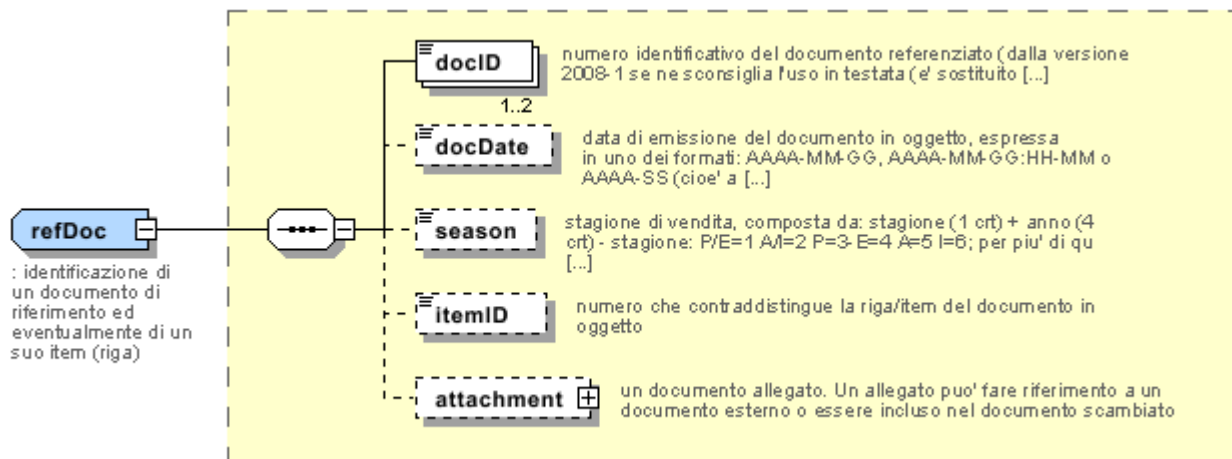 docID
numero identificativo del documento referenziato (dalla versione
2008-1 se ne sconsiglia l'uso in testata (e' sostituito [...]
1..2
docDate
data di emissione del documento in oggetto, espressa
in uno dei formati: AAAA-MM-GG, AAAA-MM-GG:HH-MM o
AAAA-SS (cioe' a [...]
season
stagione di vendita, composta da: stagione (1 crt) + anno (4
crt) - stagione: P/E=1 A/I=2 P=3- E=4 A=5 I=6; per piu' di qu
[...]
refDoc
: identificazione di
un documento di
riferimento ed
eventualmente di un
suo item (riga)
itemID
numero che contraddistingue la riga/item del documento in
oggetto
attachment
un documento allegato. Un allegato puo' fare riferimento a un
documento esterno o essere incluso nel documento scambiato